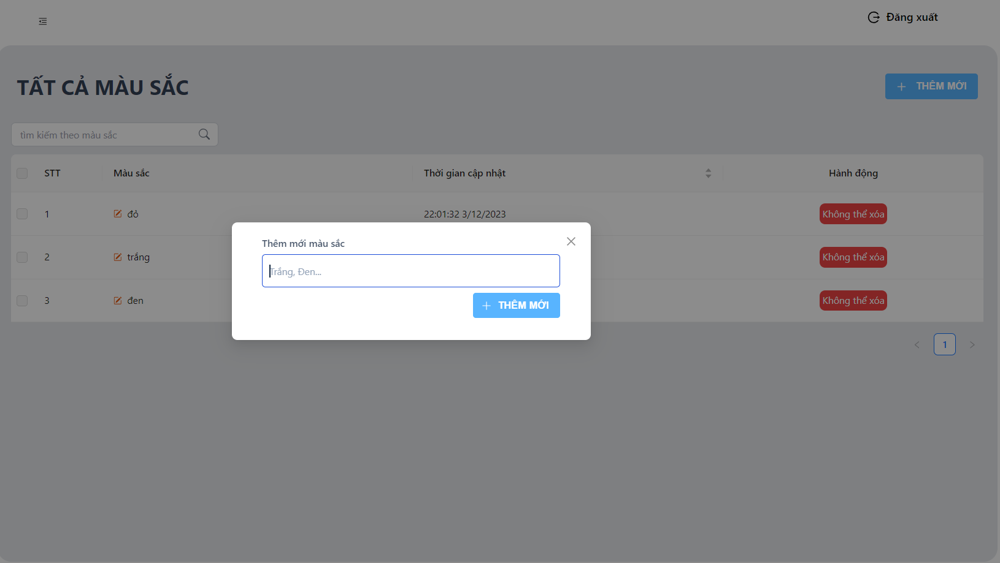 Đăng xuất
TẤT CẢ MÀU SẮC
THÊM MỚI
tìm kiếm theo màu sắc
STT Màu sắc Thời gian cập nhật Hành động
1 đỏ 22:01:32 3/12/2023 Không thể xóa
2 trắng Không thể xóa
3 đen Không thể xóa
Thêm mới màu sắc
Trắng, Đen...
THÊM MỚI
1